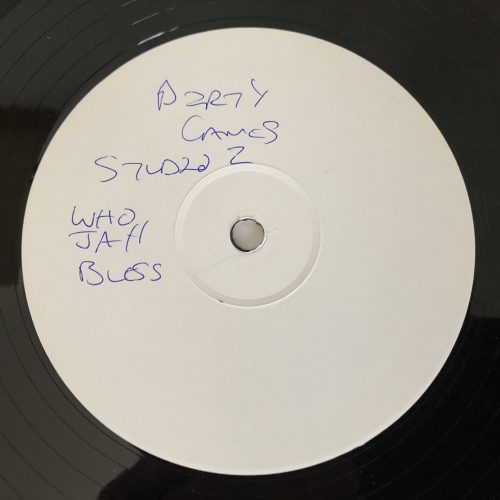 DIRTY
GAMES
STUDIO 2
WHO
JAH
BLESS